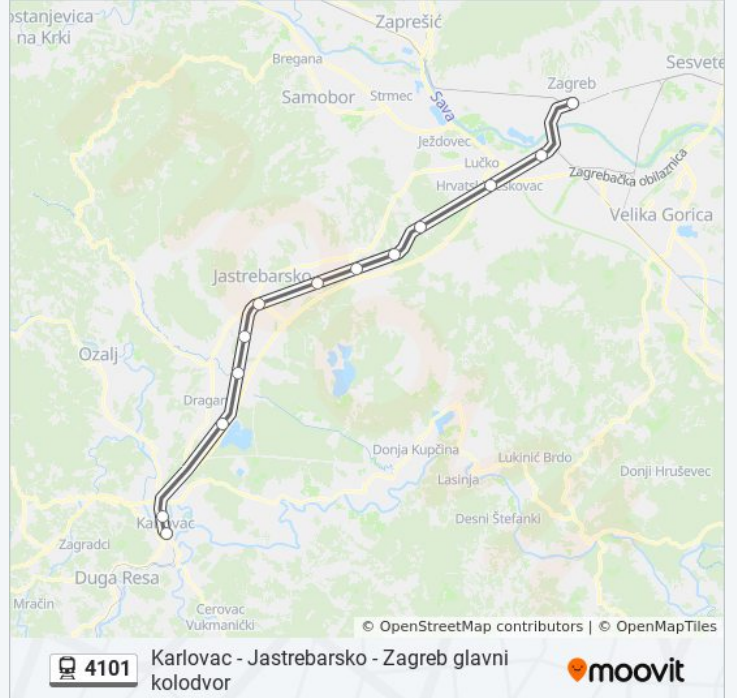 ostanjevica
na Krki
Zaprešić
Bregana
Sesvete
Samobor
Strmec
Zagreb
Sava
Ježdovec
Lučko
Zagrebačka obilaznica
Hrvatski
Leskovac
Velika Gorica
Jastrebarsko
Ozalj
Dragan
Donja Kupčina
Lukinić Brdo
Lasinja
Donji Hruševec
Desni Štefanki
Karlovac
Zagradci
Duga Resa
Mračin
Cerovac
Vukmanički
© OpenStreetMap contributors | © OpenMapTiles
4101
Karlovac - Jastrebarsko - Zagreb glavni
kolodvor
moovit